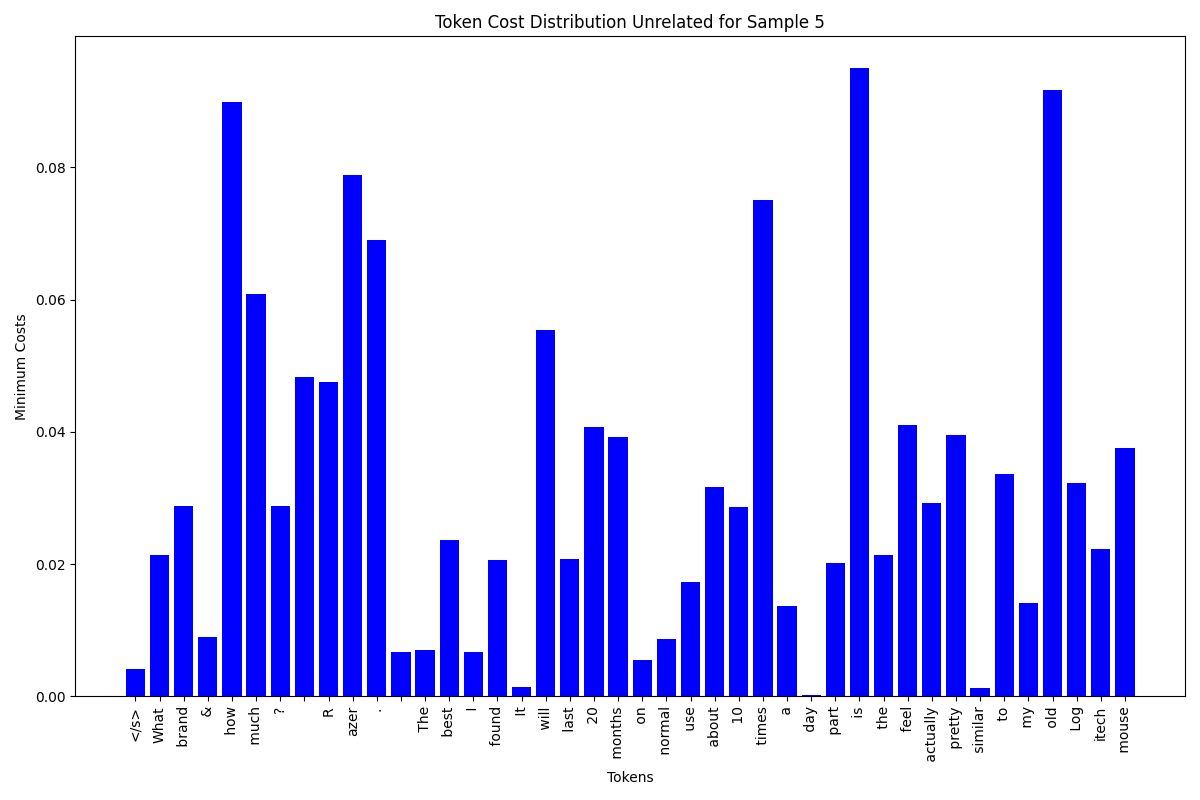 Token Cost Distribution Unrelated for Sample 5
Minimum Costs
0.08
0.06
0.04
0.02
0.00
</s>
What
brand
&
how
much
?
R
azer
.
The
best
I
found
It
will
last
20
months
on
normal
use
about
10
times
a
day
part
is
the
feel
actually
pretty
similar
to
my
old
Log
itech
mouse
Tokens